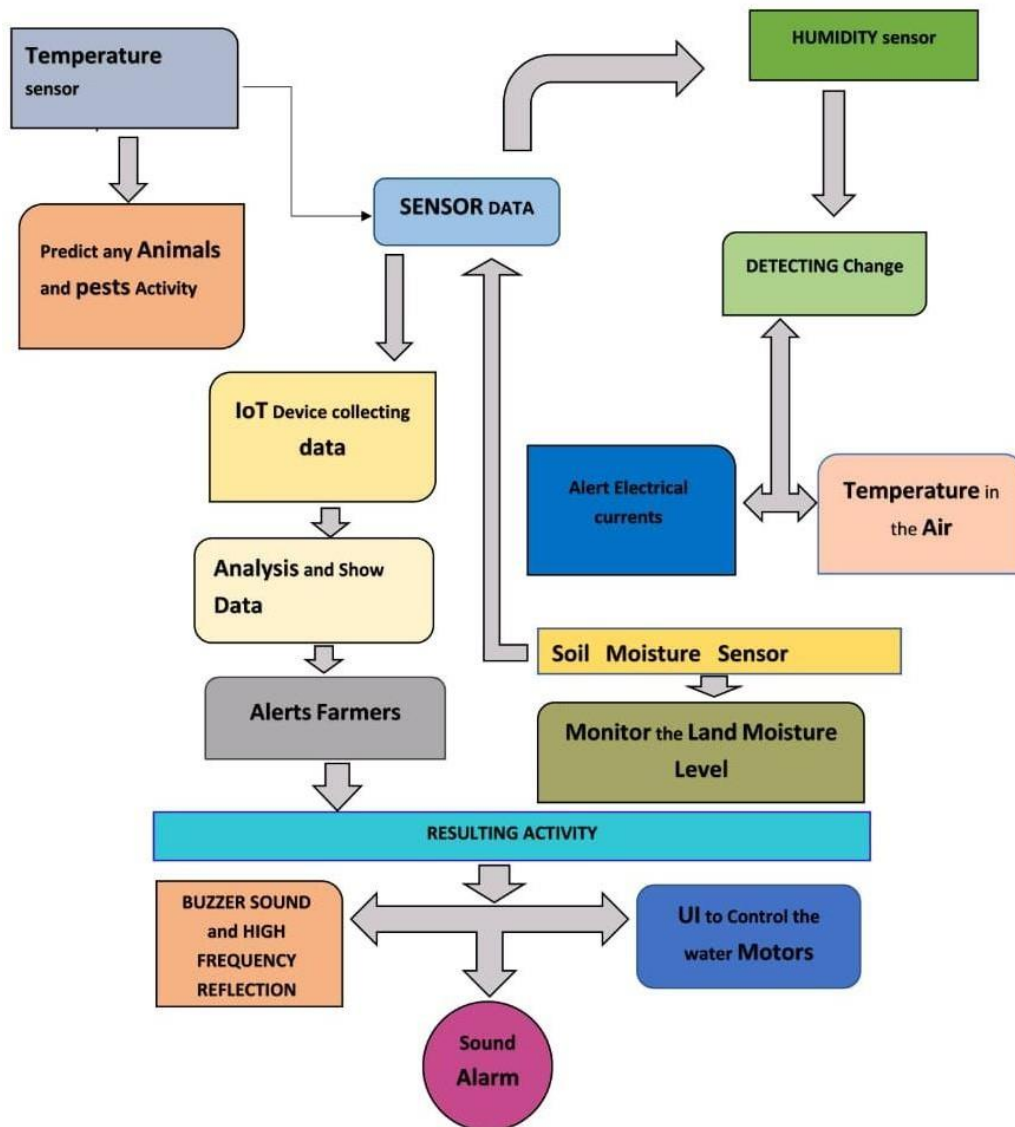 Temperature
sensor
HUMIDITY sensor
SENSOR DATA
Predict any Animals
and pests Activity
DETECTING Change
IoT Device collecting
data
Alert Electrical
currents
Temperature in
the Air
Analysis and Show
Data
Soil Moisture Sensor
Alerts Farmers
Monitor the Land Moisture
Level
RESULTING ACTIVITY
BUZZER SOUND
and HIGH
FREQUENCY
REFLECTION
UI to Control the
water Motors
Sound
Alarm